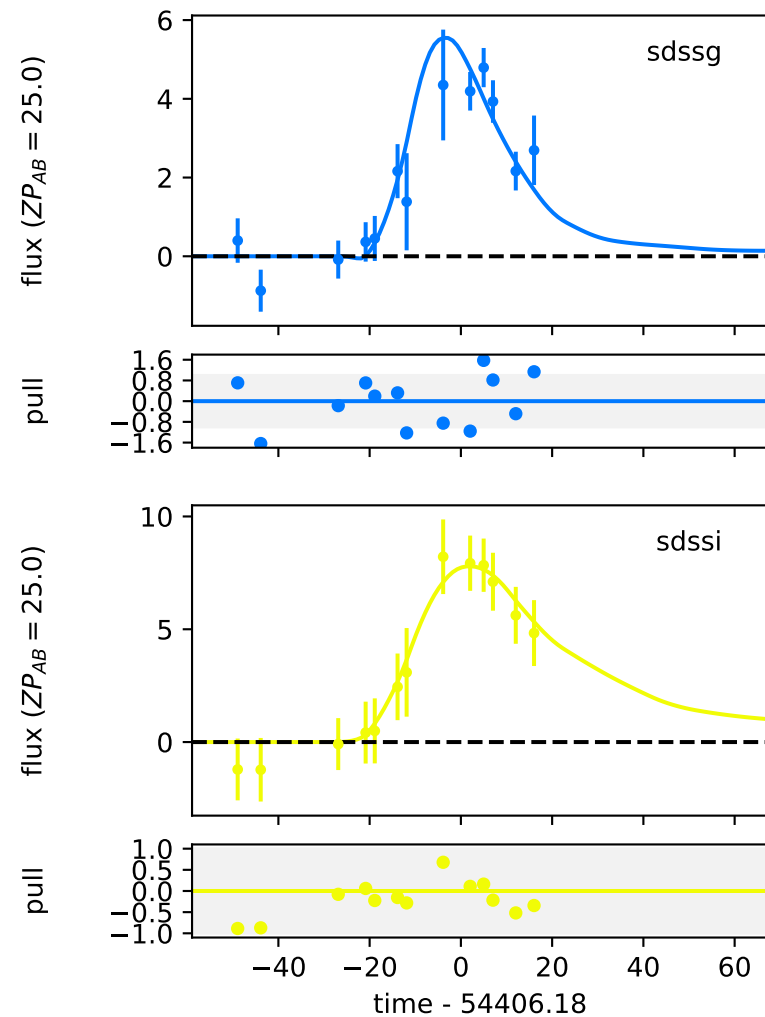 6
sdssg
4
2
0
flux (ZP_AB = 25.0)
1.6
0.8
0.0
−0.8
−1.6
pull
10
sdssi
5
0
flux (ZP_AB = 25.0)
1.0
0.5
0.0
−0.5
−1.0
pull
−40 −20 0 20 40 60
time - 54406.18